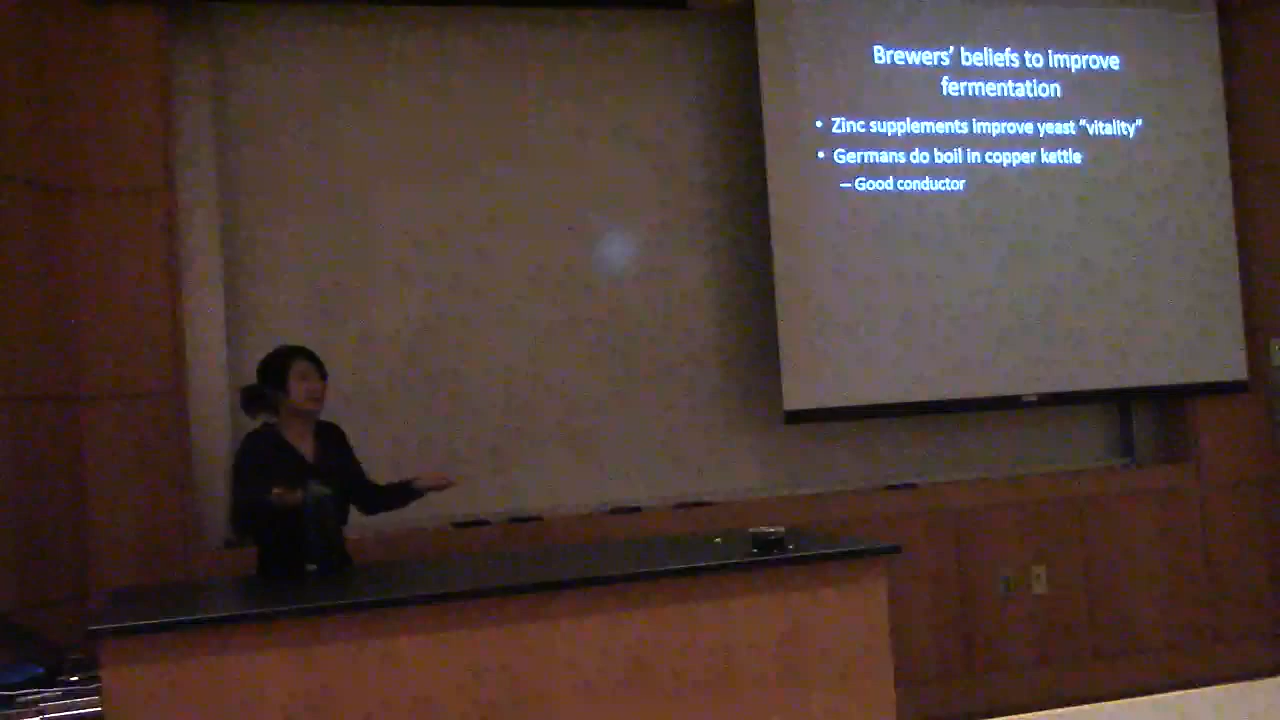 Brewers’ beliefs to improve
fermentation
• Zinc supplements improve yeast “vitality”
• Germans do boil in copper kettle
– Good conductor